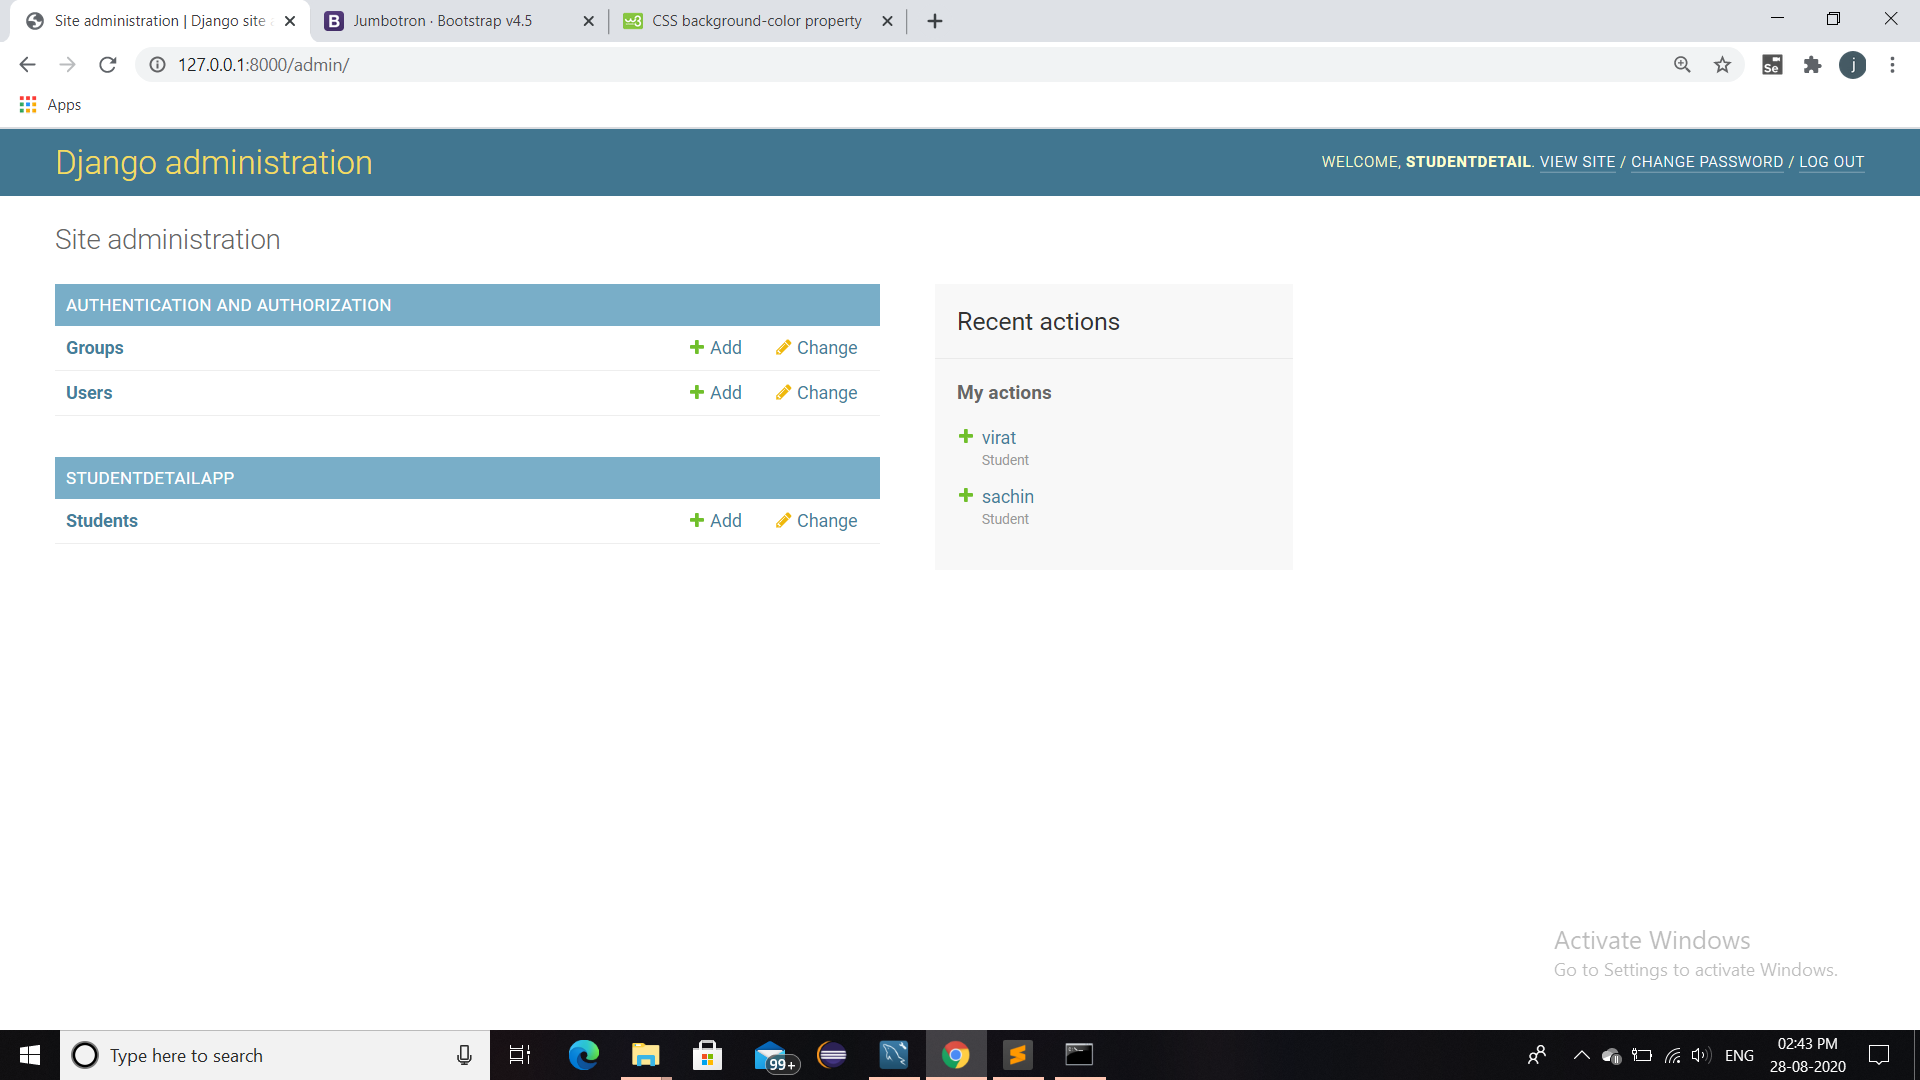 Site administration | Django site
Jumbotron · Bootstrap v4.5
CSS background-color property
127.0.0.1:8000/admin/
Se
j
Apps
Django administration
WELCOME, STUDENTDETAIL. VIEW SITE / CHANGE PASSWORD / LOG OUT
Site administration
AUTHENTICATION AND AUTHORIZATION
Groups Add Change
Users Add Change
STUDENTDETAILAPP
Students Add Change
Recent actions
My actions
virat
Student
sachin
Student
Activate Windows
Go to Settings to activate Windows.
Type here to search
99+
ENG
02:43 PM
28-08-2020